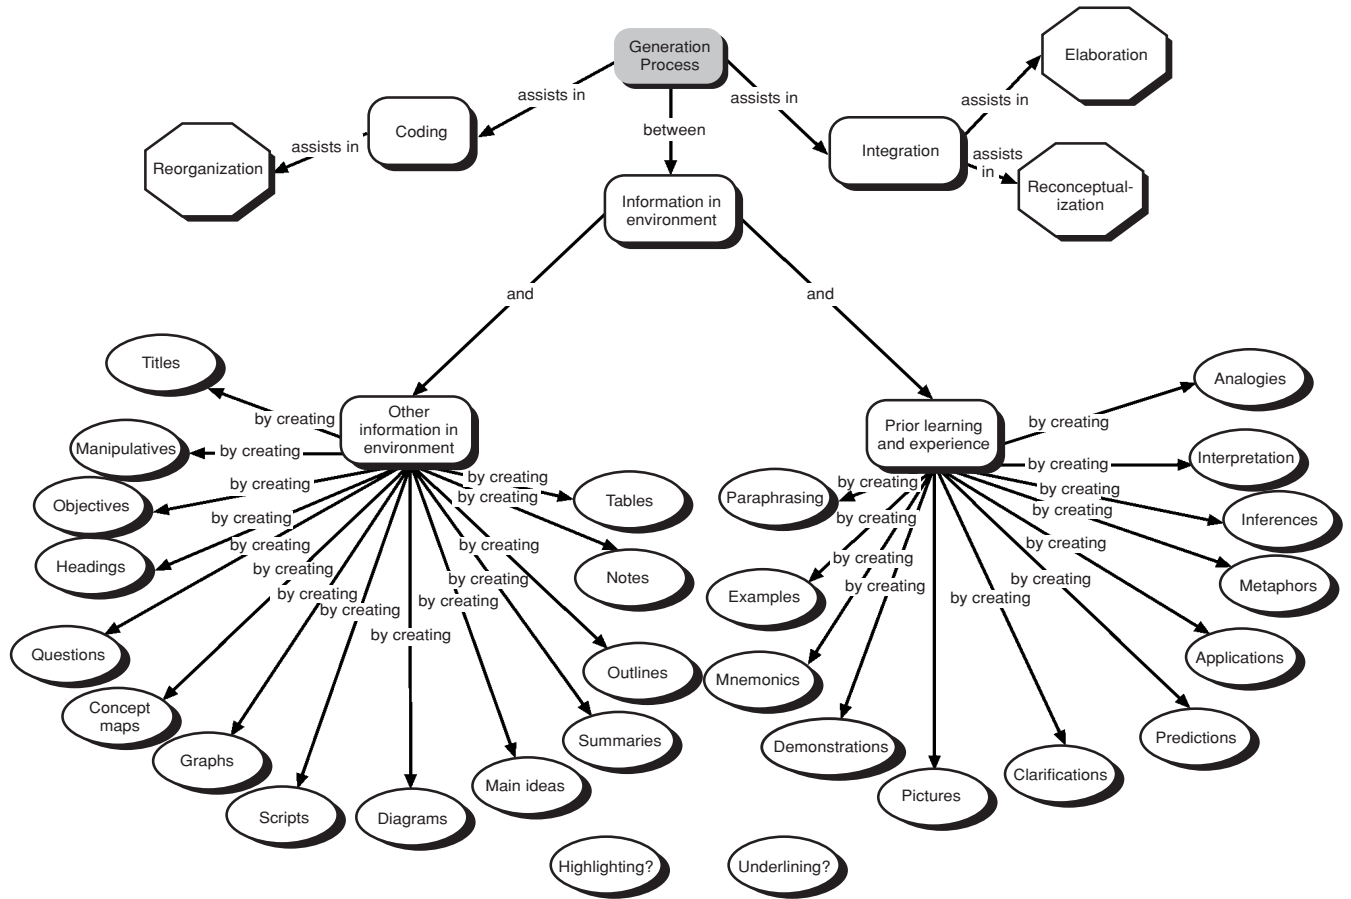 Generation
Process
Elaboration
assists in
assists in
assists in
Coding
between
Integration
assists in
assists
in
Reorganization
Reconceptual-
ization
Information in
environment
and
and
Titles
Analogies
Other
information in
environment
by creating
Prior learning
and experience
by creating
Manipulatives
by creating
by creating
Interpretation
by creating
by creating
by creating
by creating
Tables
Paraphrasing
by creating
Objectives
by creating
by creating
by creating
by creating
Inferences
by creating
by creating
by creating
Headings
by creating
by creating
Notes
by creating
by creating
Metaphors
by creating
by creating
by creating
by creating
Examples
by creating
by creating
Questions
Outlines
Mnemonics
Applications
Concept
maps
Summaries
Demonstrations
Predictions
Graphs
Main ideas
Clarifications
Pictures
Scripts
Diagrams
Highlighting?
Underlining?